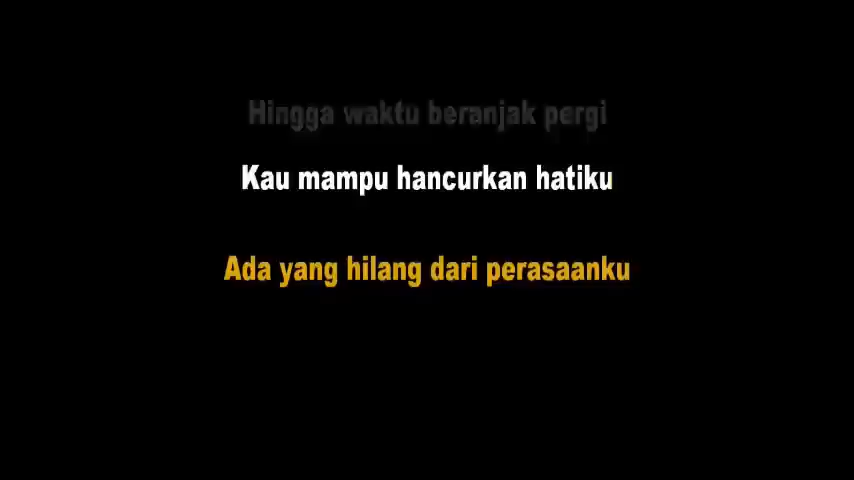 Hingga waktu beranjak pergi
Kau mampu hancurkan hatiku
Ada yang hilang dari perasaanku